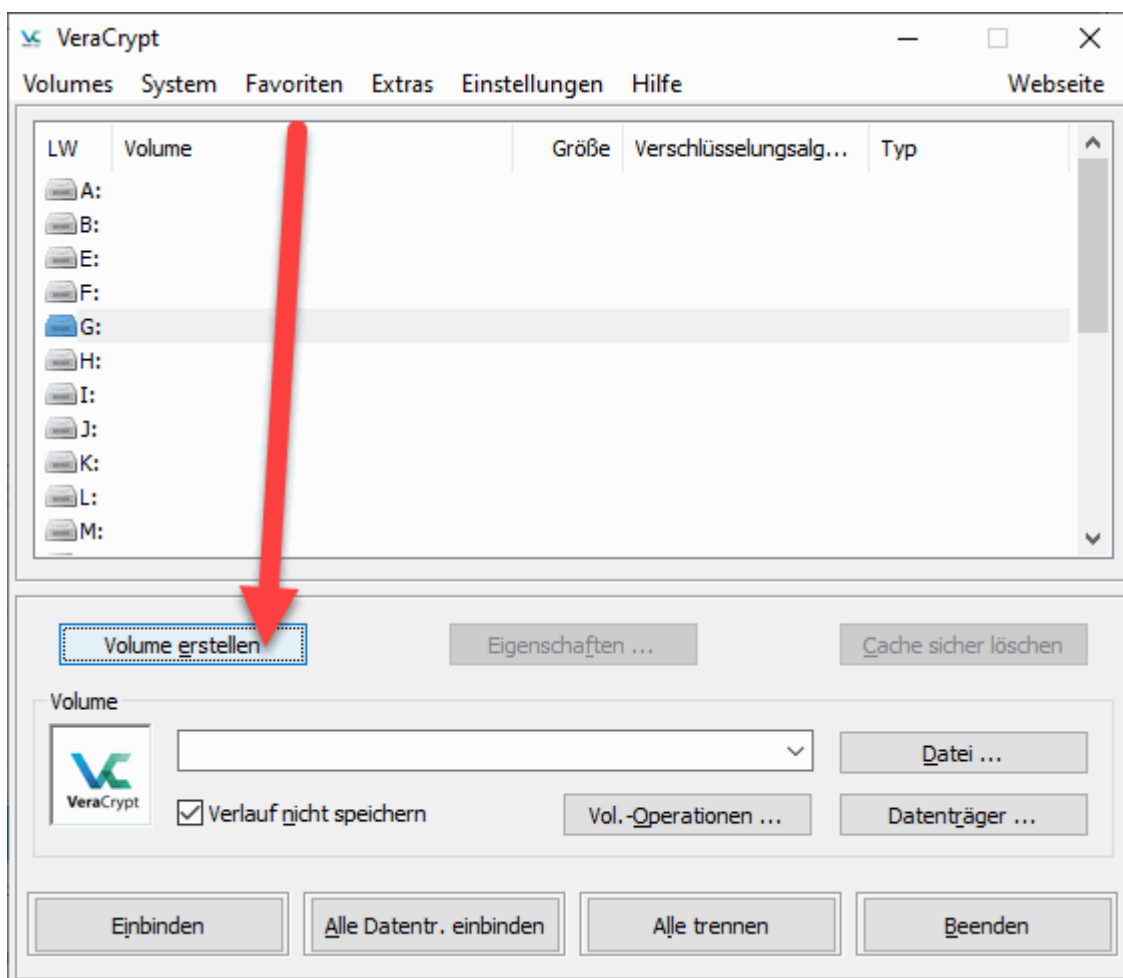 VeraCrypt
Volumes System Favoriten Extras Einstellungen Hilfe Webseite
LW Volume Größe Verschlüsselungsalg... Typ
A:
B:
E:
F:
G:
H:
I:
J:
K:
L:
M:
Volume erstellen Eigenschaften ... Cache sicher löschen
Volume
Datei ...
VeraCrypt
Verlauf nicht speichern Vol.-Operationen ... Datenträger ...
Einbinden Alle Datentr. einbinden Alle trennen Beenden